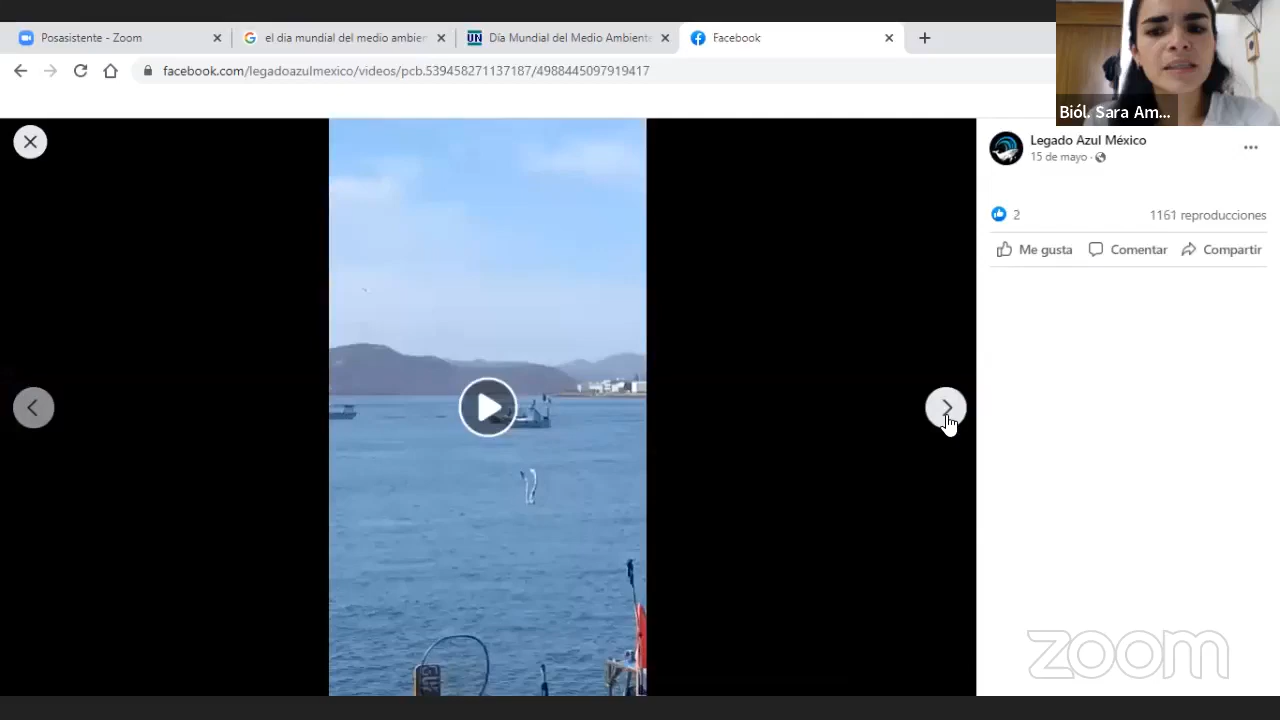 Posasistente - Zoom
el dia mundial del medio ambier
Día Mundial del Medio Ambiente
Facebook
facebook.com/legadoazulmexico/videos/pcb.539458271137187/4988445097919417
Biól. Sara Am...
Legado Azul México
15 de mayo
2
1161 reproducciones
Me gusta
Comentar
Compartir
zoom